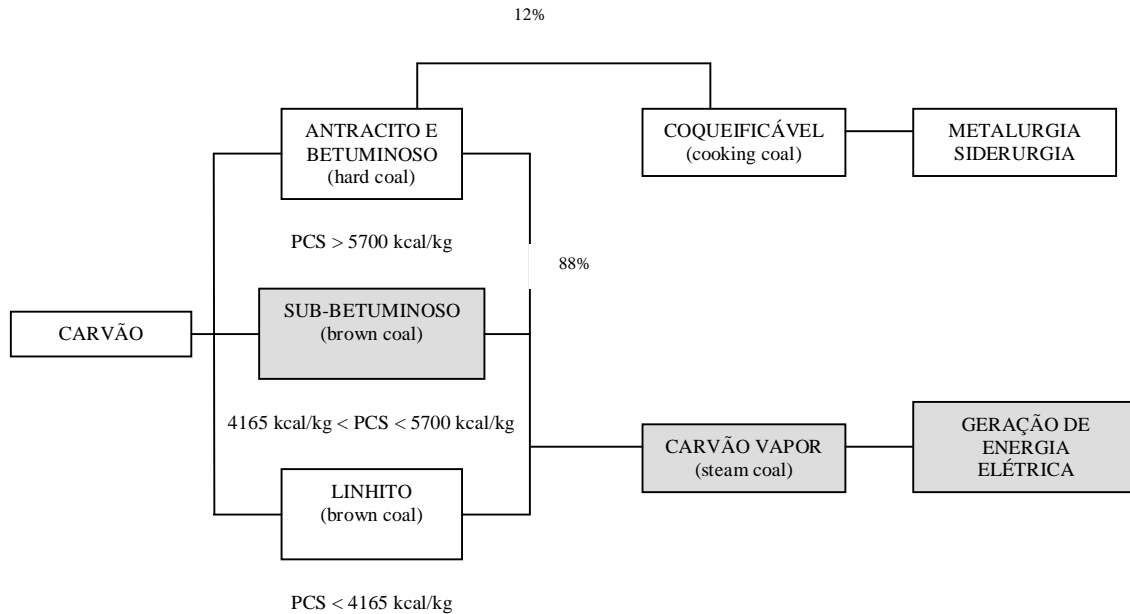 12%
ANTRACITO E
BETUMINOSO
(hard coal)
COQUEIFICÁVEL
(cooking coal)
METALURGIA
SIDERURGIA
PCS > 5700 kcal/kg
88%
CARVÃO
SUB-BETUMINOSO
(brown coal)
4165 kcal/kg < PCS < 5700 kcal/kg
CARVÃO VAPOR
(steam coal)
GERAÇÃO DE
ENERGIA
ELÉTRICA
LINHITO
(brown coal)
PCS < 4165 kcal/kg